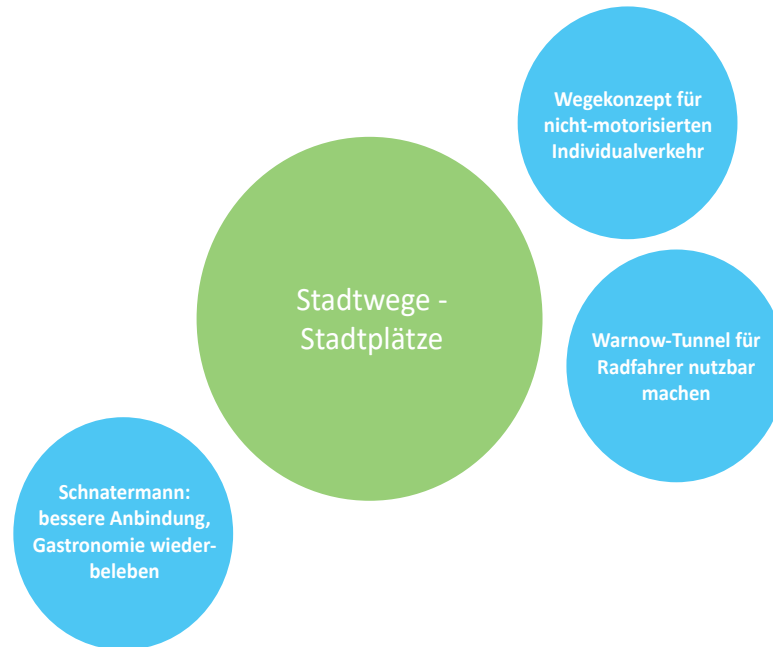 Wegekonzept für
nicht-motorisierten
Individualverkehr
Stadtwege -
Stadtplätze
Warnow-Tunnel für
Radfahrer nutzbar
machen
Schnatermann:
bessere Anbindung,
Gastronomie wieder-
beleben